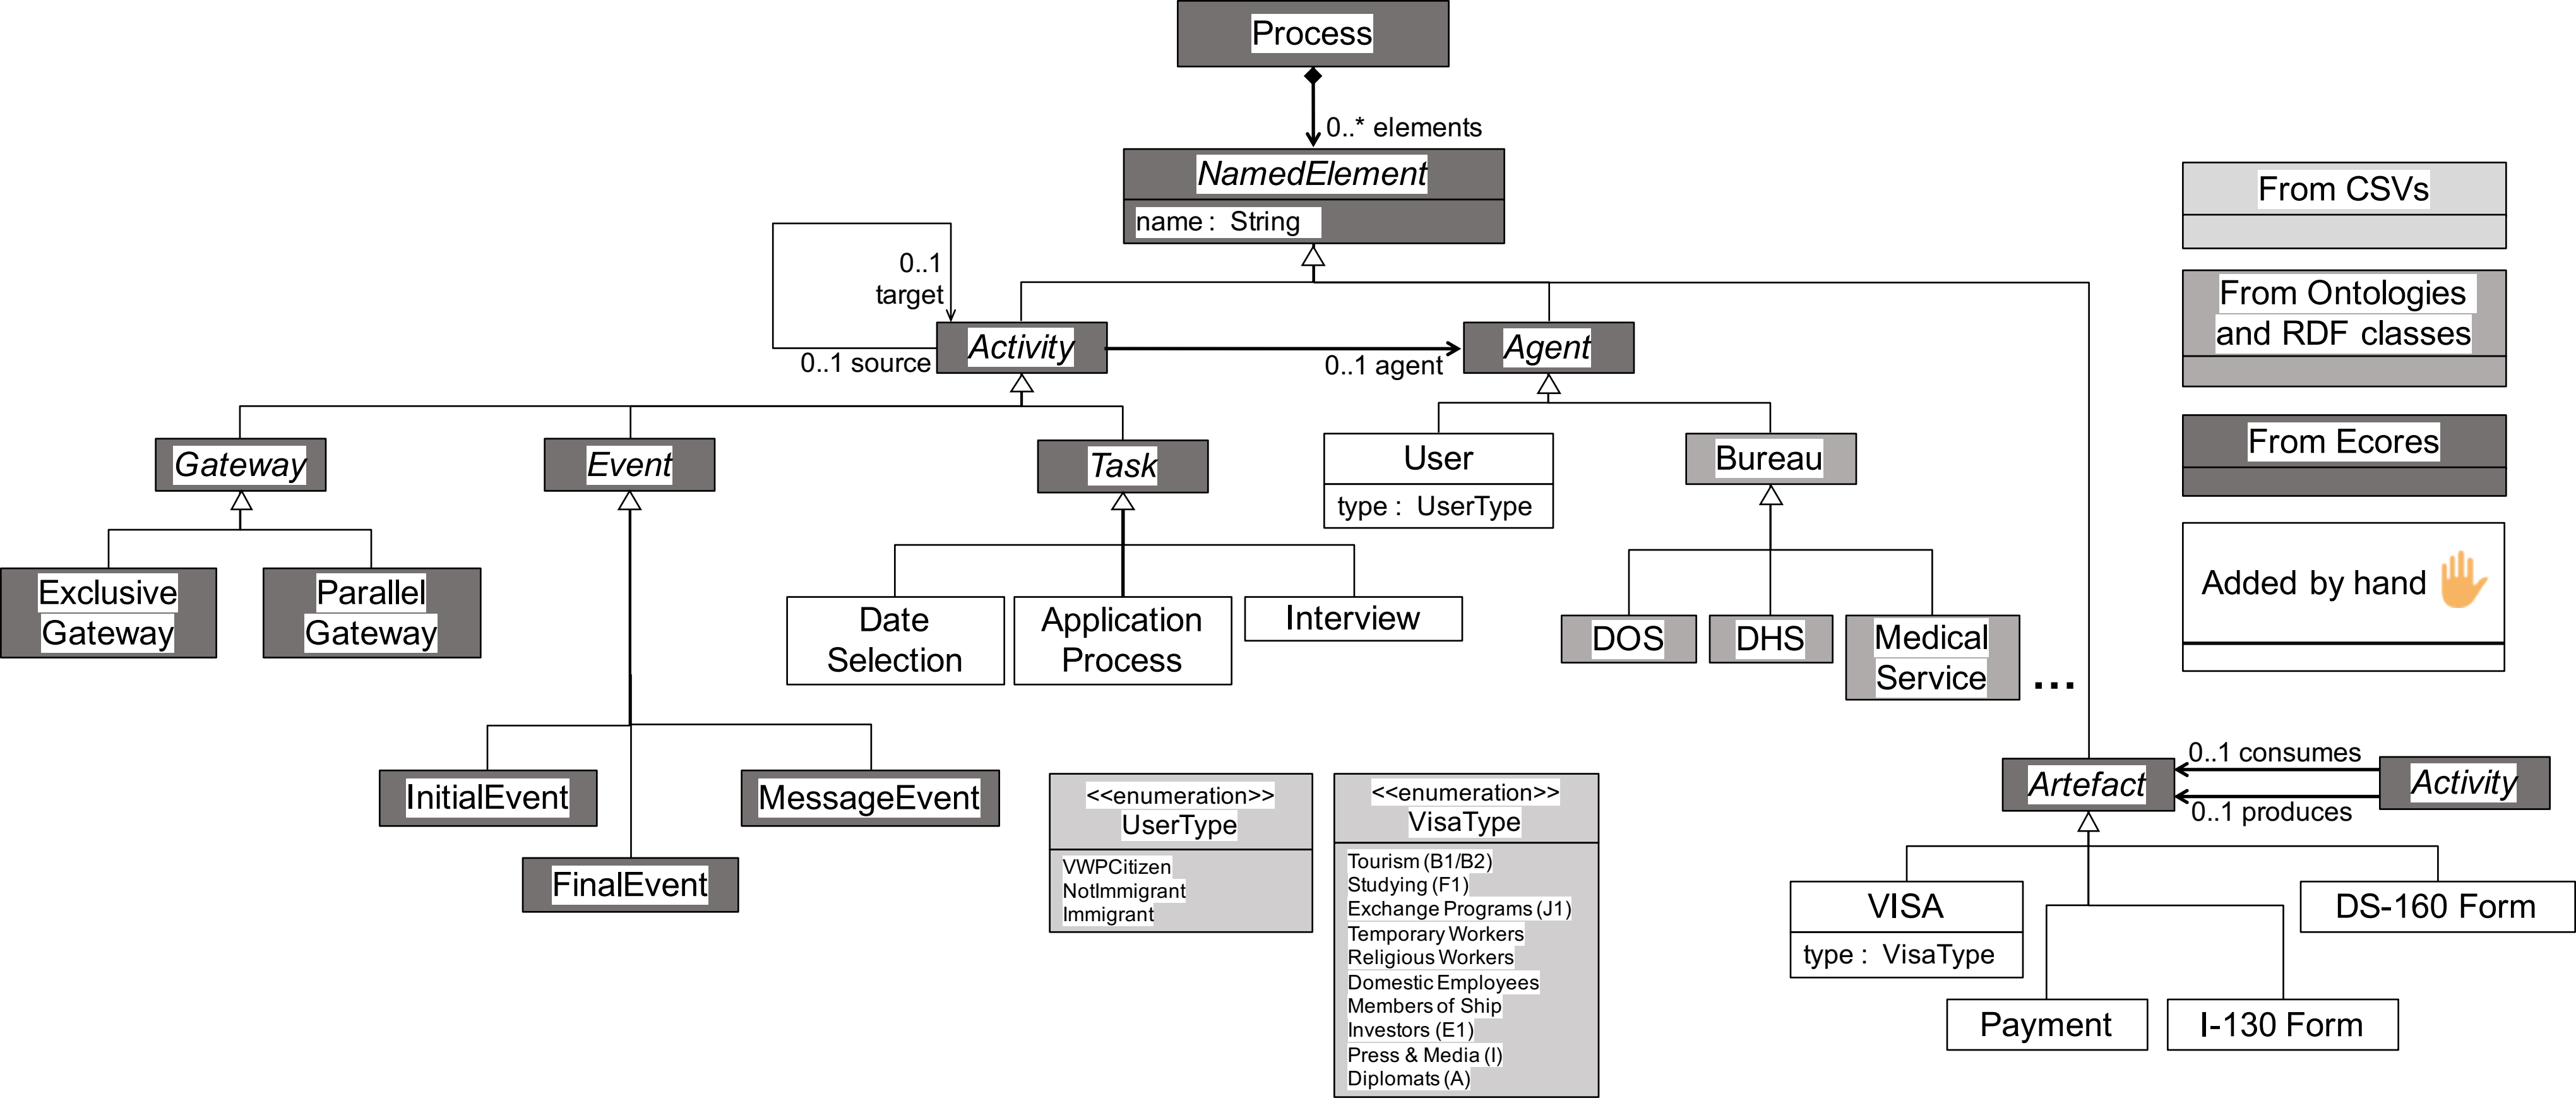 Process
0..* elements
NamedElement
name : String
From CSVs
From Ontologies
and RDF classes
From Ecores
Added by hand
0..1
target
0..1 source
Activity
0..1 agent
Agent
Gateway
Event
Task
User
type : UserType
Bureau
Exclusive
Gateway
Parallel
Gateway
Date
Selection
Application
Process
Interview
DOS
DHS
Medical
Service
...
InitialEvent
MessageEvent
FinalEvent
<<enumeration>>
UserType
VWPCitizen
NotImmigrant
Immigrant
<<enumeration>>
VisaType
Tourism (B1/B2)
Studying (F1)
Exchange Programs (J1)
Temporary Workers
Religious Workers
Domestic Employees
Members of Ship
Investors (E1)
Press & Media (I)
Diplomats (A)
Artefact
0..1 consumes
0..1 produces
Activity
VISA
type : VisaType
DS-160 Form
Payment
I-130 Form